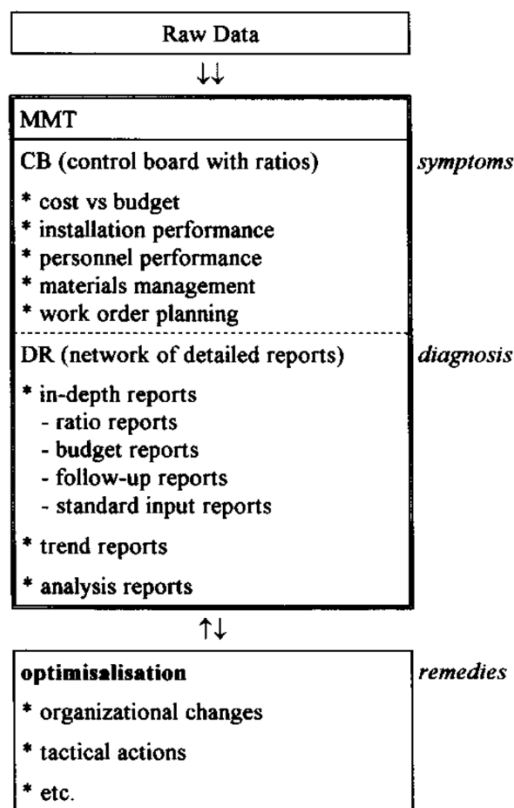 Raw Data
↓↓
MMT
CB (control board with ratios)
symptoms
* cost vs budget
* installation performance
* personnel performance
* materials management
* work order planning
DR (network of detailed reports)
diagnosis
* in-depth reports
- ratio reports
- budget reports
- follow-up reports
- standard input reports
* trend reports
* analysis reports
↑↓
optimisalisation
remedies
* organizational changes
* tactical actions
* etc.